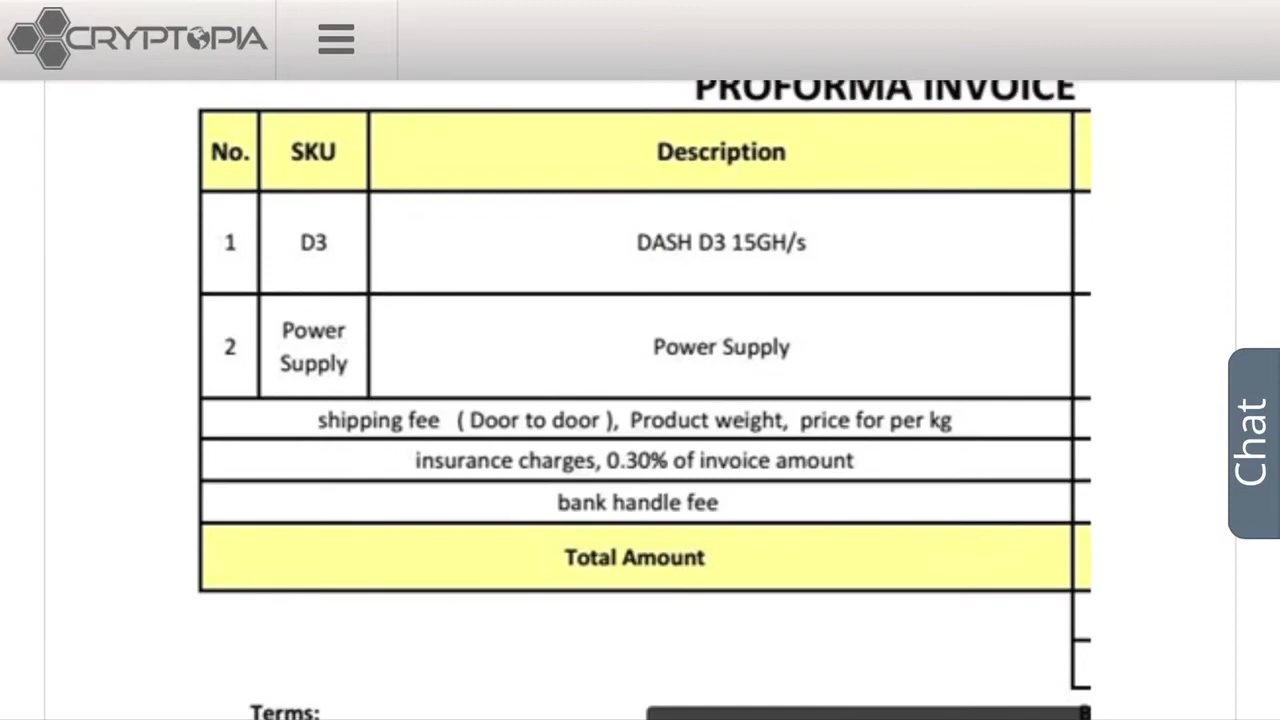 CRYPTOPIA
PROFORMA INVOICE
No. SKU Description
1 D3 DASH D3 15GH/s
2 Power Supply Power Supply
shipping fee ( Door to door ), Product weight, price for per kg
insurance charges, 0.30% of invoice amount
bank handle fee
Total Amount
Terms:
Chat